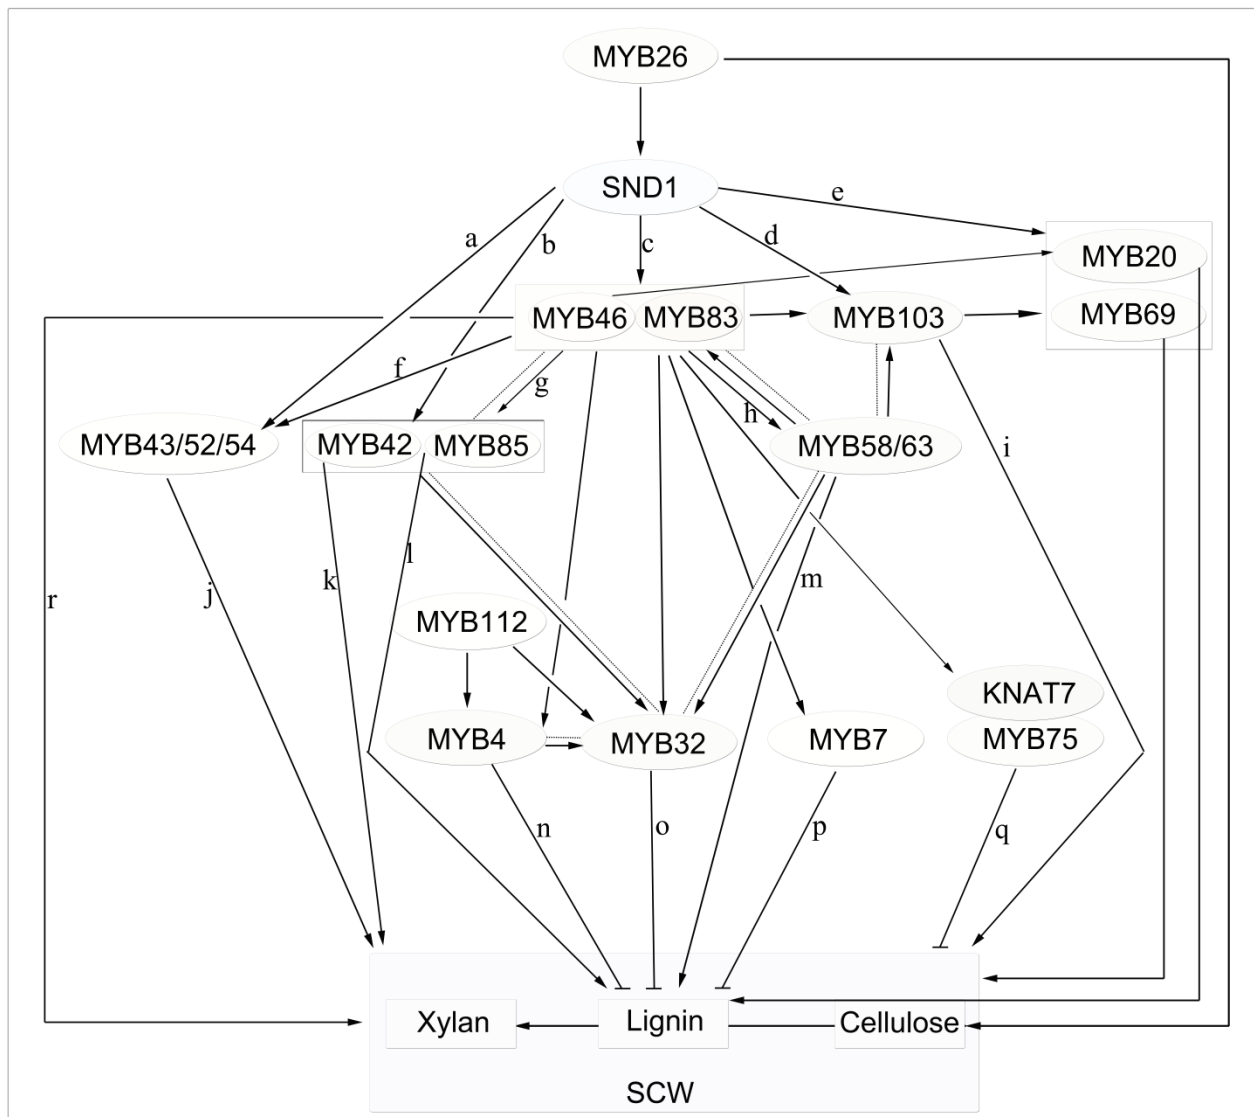 MYB26
SND1
a
b
c
d
e
MYB20
MYB46
MYB83
MYB103
MYB69
f
g
h
i
MYB43/52/54
MYB42
MYB85
MYB58/63
r
j
k
l
m
MYB112
KNAT7
MYB4
MYB32
MYB7
MYB75
n
o
p
q
Xylan
Lignin
Cellulose
SCW